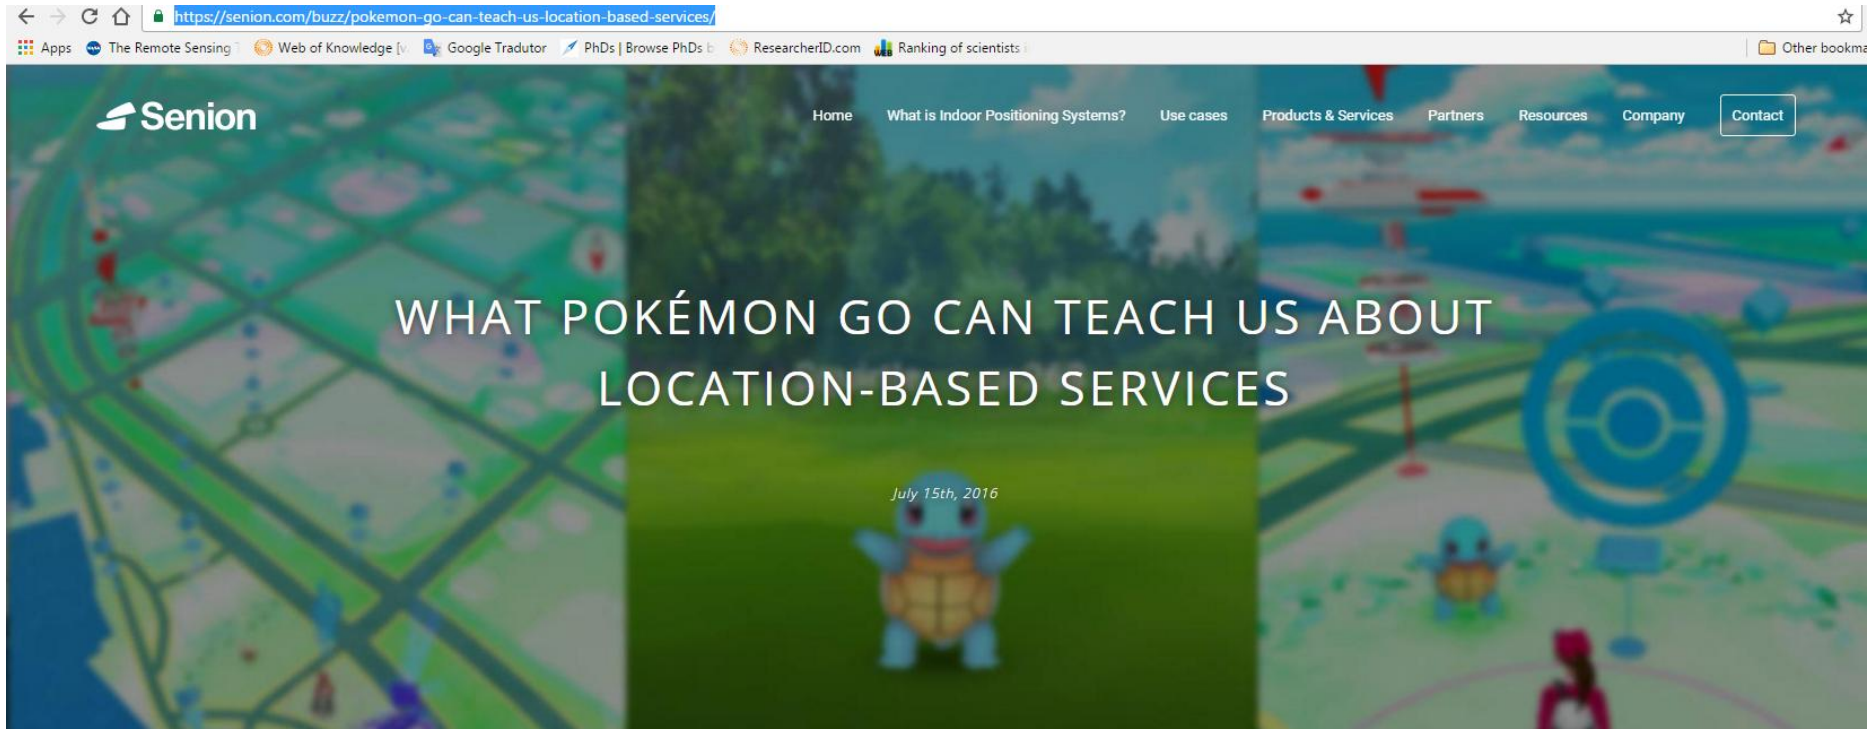 https://senion.com/buzz/pokemon-go-can-teach-us-location-based-services/
Apps The Remote Sensing Web of Knowledge [v. Google Tradutor PhDs | Browse PhDs b ResearcherID.com Ranking of scientists Other bookma
Senion
Home What is Indoor Positioning Systems? Use cases Products & Services Partners Resources Company Contact
WHAT POKÉMON GO CAN TEACH US ABOUT
LOCATION-BASED SERVICES
July 15th, 2016